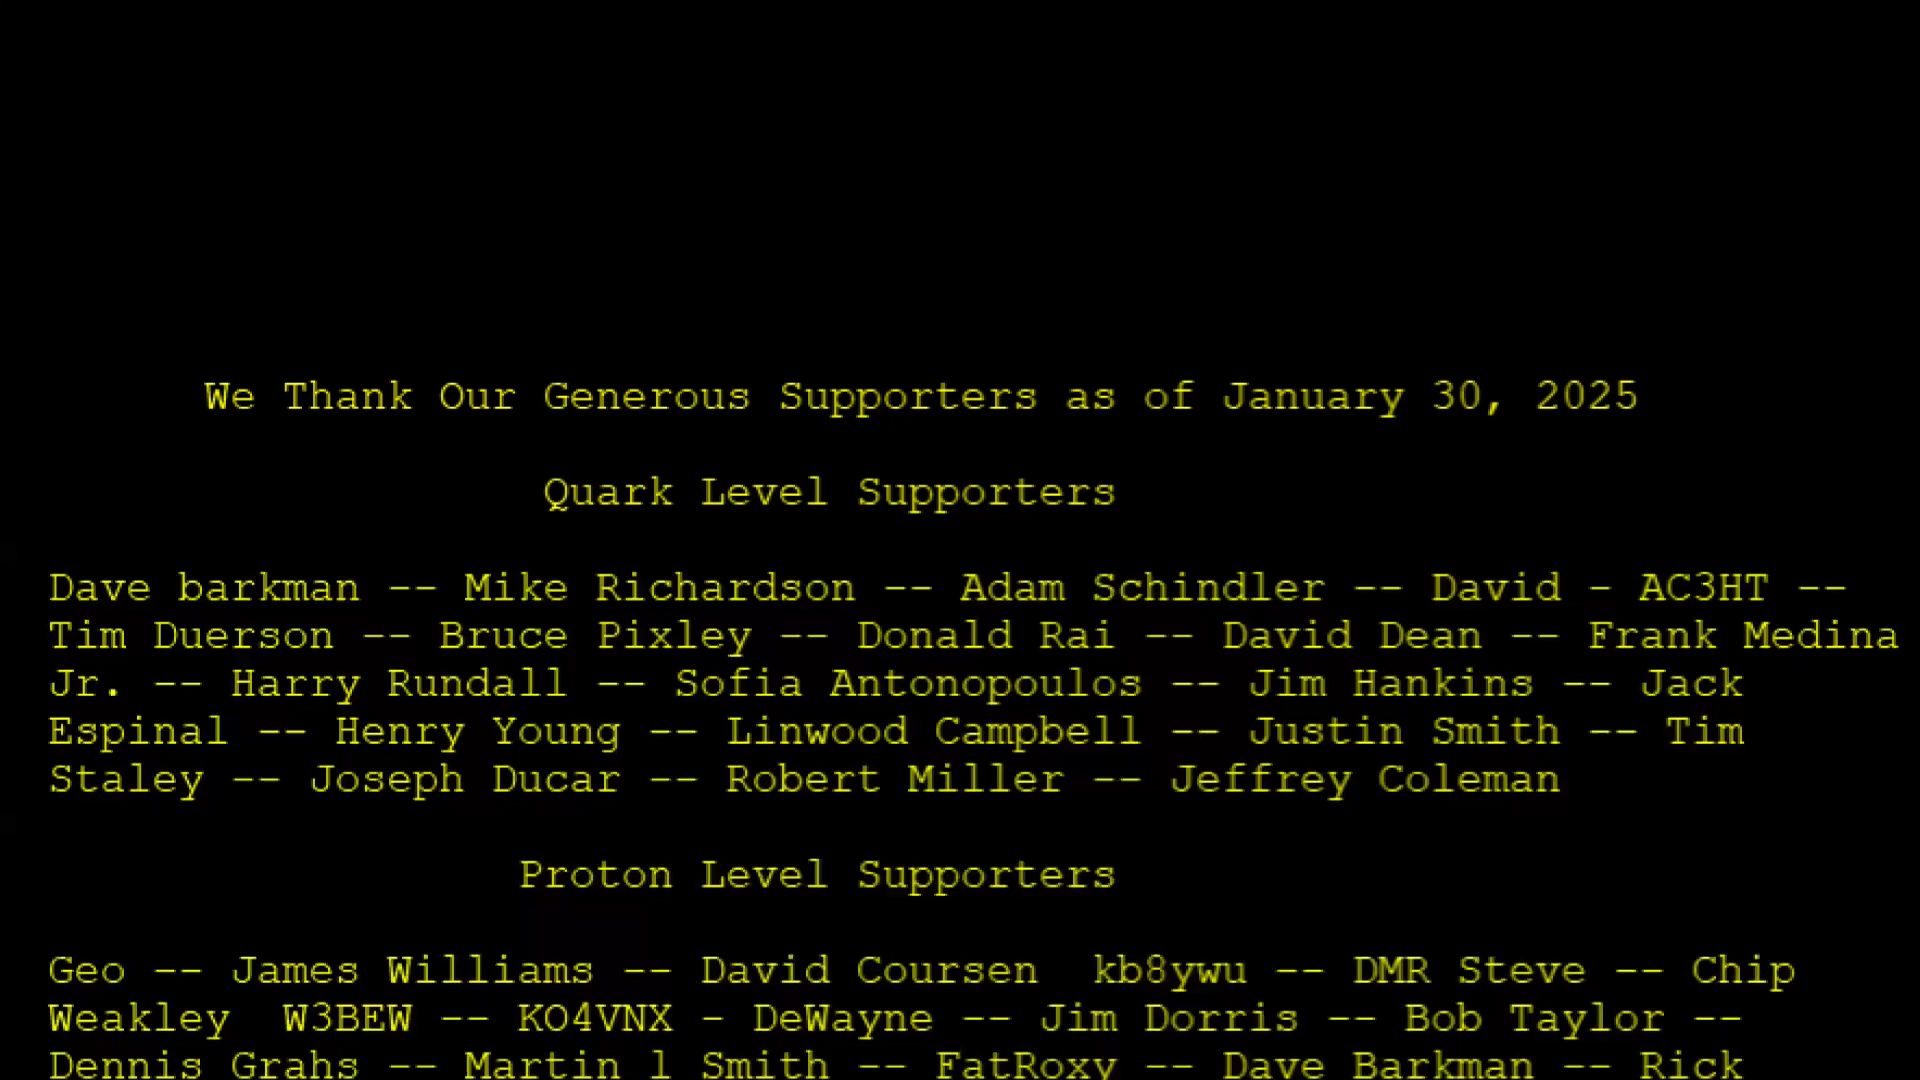 We Thank Our Generous Supporters as of January 30, 2025
Quark Level Supporters
Dave barkman -- Mike Richardson -- Adam Schindler -- David - AC3HT --
Tim Duerson -- Bruce Pixley -- Donald Rai -- David Dean -- Frank Medina
Jr. -- Harry Rundall -- Sofia Antonopoulos -- Jim Hankins -- Jack
Espinal -- Henry Young -- Linwood Campbell -- Justin Smith -- Tim
Staley -- Joseph Ducar -- Robert Miller -- Jeffrey Coleman
Proton Level Supporters
Geo -- James Williams -- David Coursen  kb8ywu -- DMR Steve -- Chip
Weakley  W3BEW -- KO4VNX - DeWayne -- Jim Dorris -- Bob Taylor --
Dennis Grahs -- Martin l Smith -- FatRoxy -- Dave Barkman -- Rick